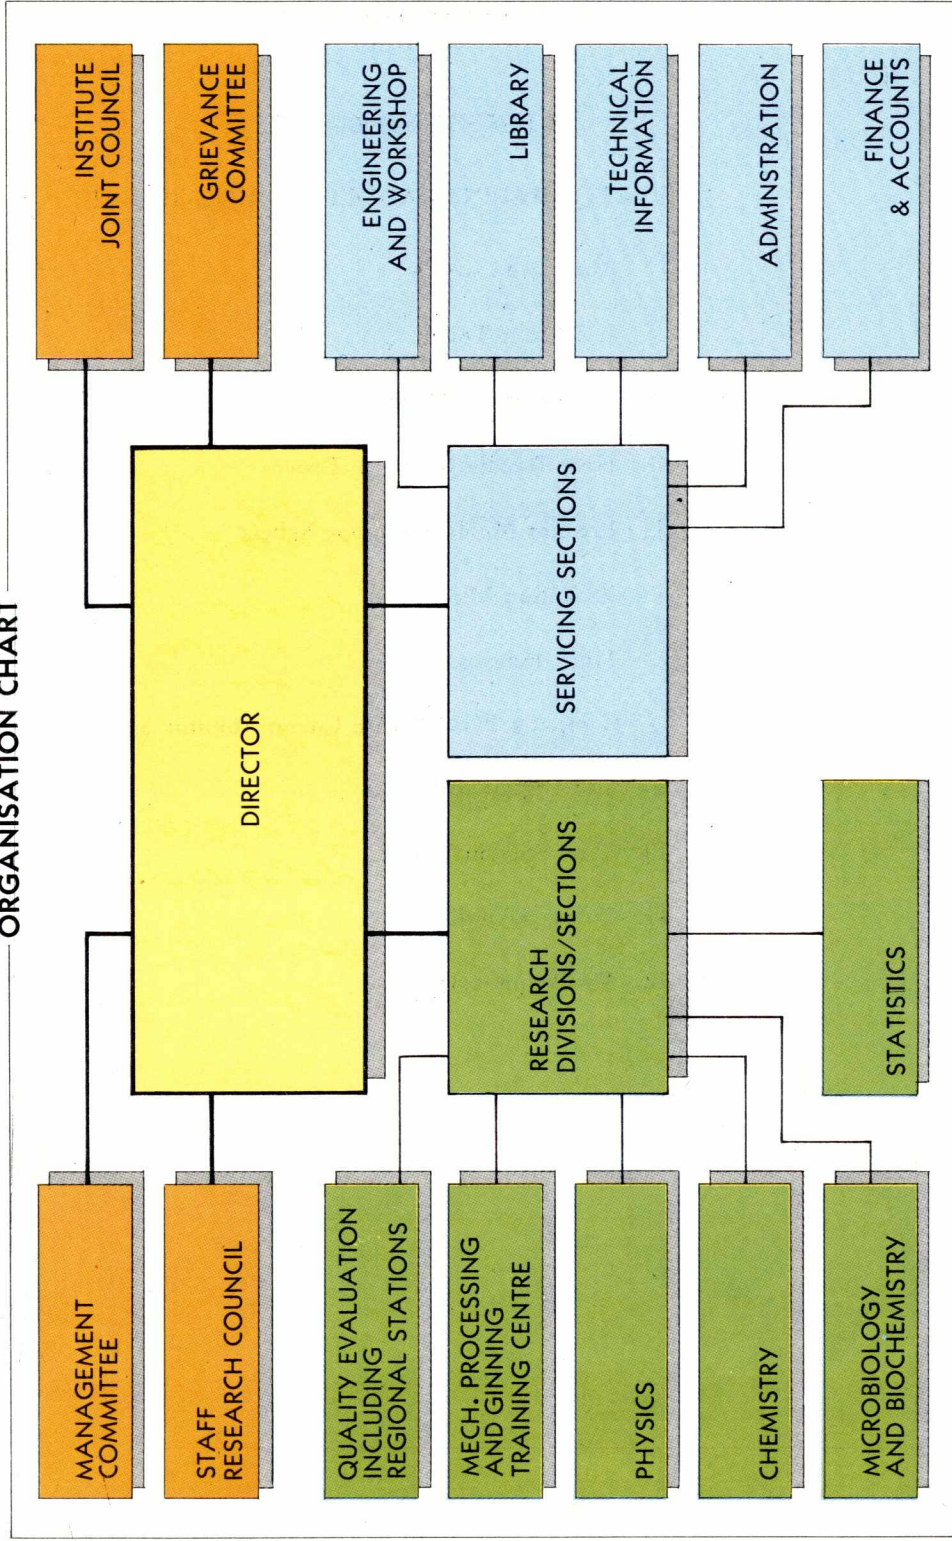 ORGANISATION CHART
MANAGEMENT
COMMITTEE
STAFF
RESEARCH COUNCIL
DIRECTOR
INSTITUTE
JOINT COUNCIL
GRIEVANCE
COMMITTEE
QUALITY EVALUATION
INCLUDING
REGIONAL STATIONS
MECH. PROCESSING
AND GINNING
TRAINING CENTRE
PHYSICS
CHEMISTRY
MICROBIOLOGY
AND BIOCHEMISTRY
RESEARCH
DIVISIONS/SECTIONS
STATISTICS
SERVICING SECTIONS
ENGINEERING
AND WORKSHOP
LIBRARY
TECHNICAL
INFORMATION
ADMINSTRATION
FINANCE
& ACCOUNTS